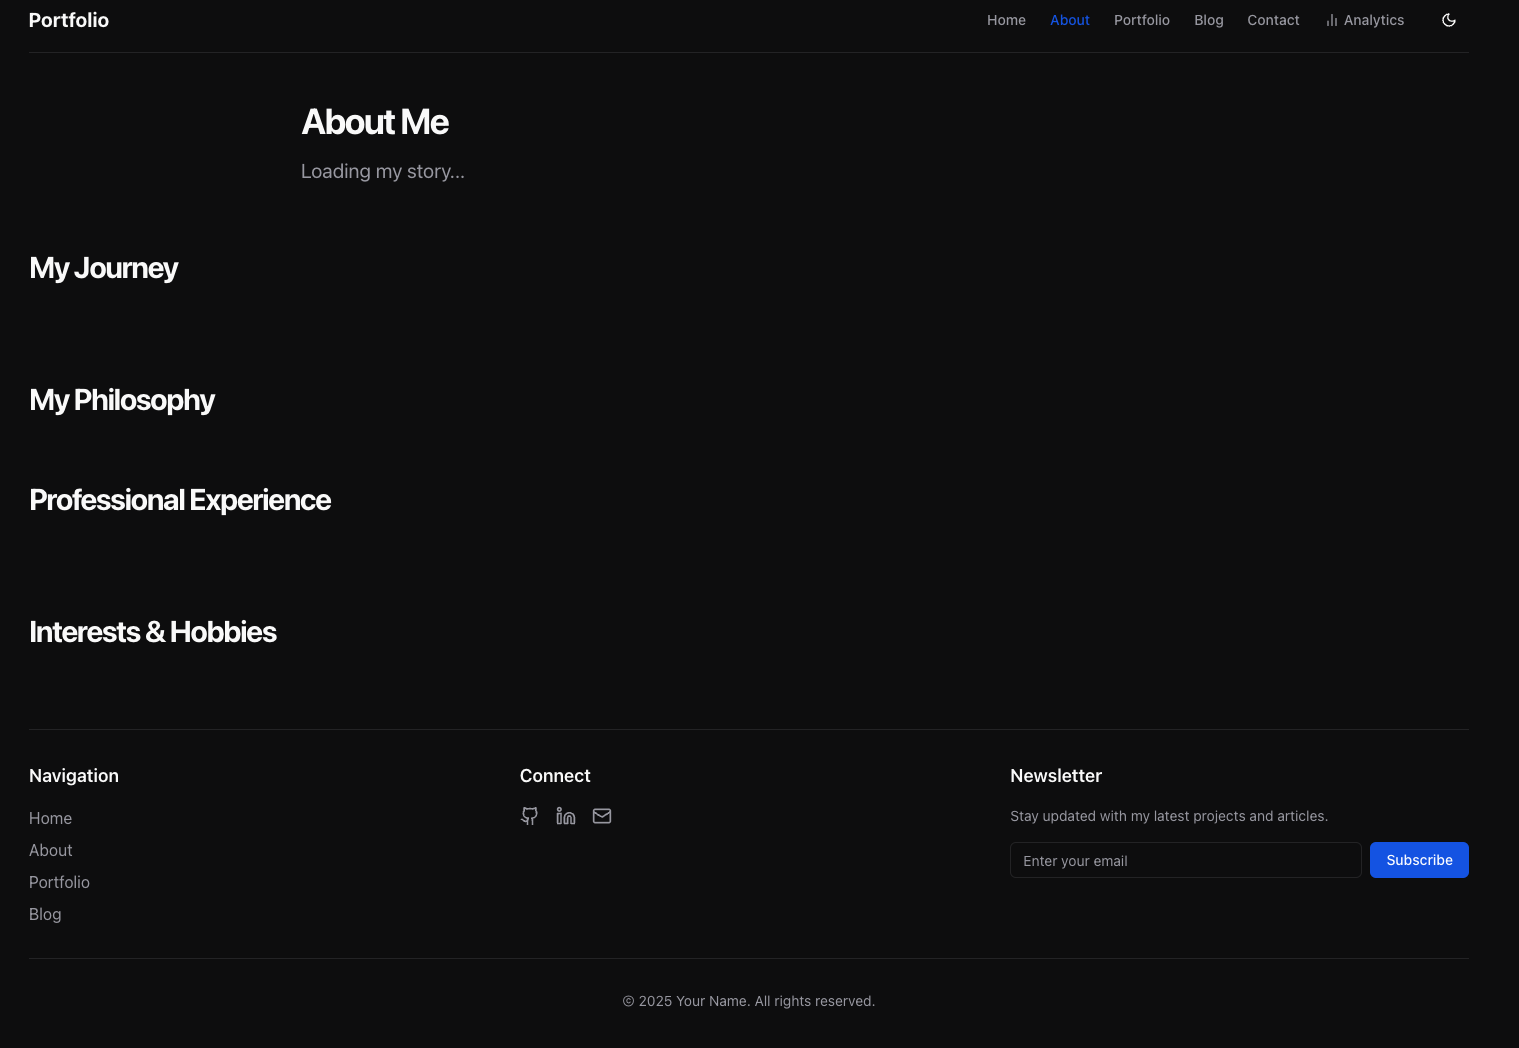 Portfolio
Home About Portfolio Blog Contact Analytics
About Me
Loading my story...
My Journey
My Philosophy
Professional Experience
Interests & Hobbies
Navigation
Home
About
Portfolio
Blog
Connect
Newsletter
Stay updated with my latest projects and articles.
Enter your email
Subscribe
© 2025 Your Name. All rights reserved.